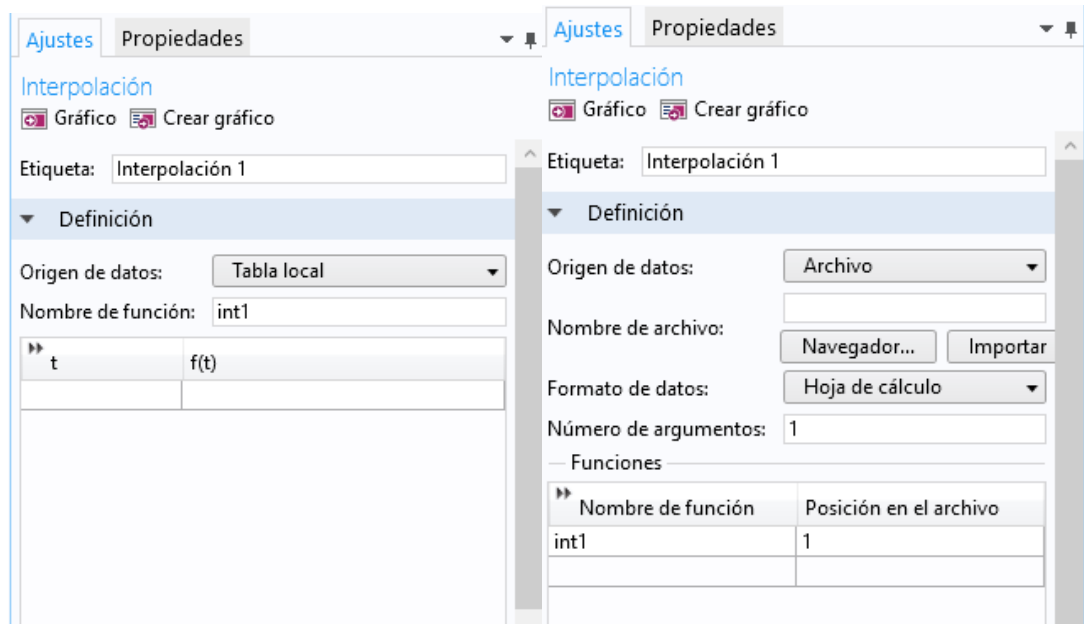 Ajustes Propiedades
Interpolación
Gráfico Crear gráfico
Etiqueta: Interpolación 1
Definición
Origen de datos: Tabla local
Nombre de función: int1
t f(t)
Ajustes Propiedades
Interpolación
Gráfico Crear gráfico
Etiqueta: Interpolación 1
Definición
Origen de datos: Archivo
Nombre de archivo:
Navegador... Importar
Formato de datos: Hoja de cálculo
Número de argumentos: 1
Funciones
Nombre de función Posición en el archivo
int1 1